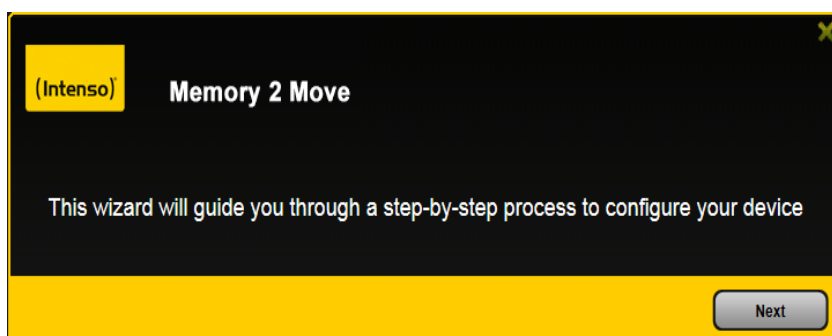 (Intenso)®
Memory 2 Move
This wizard will guide you through a step-by-step process to configure your device
Next